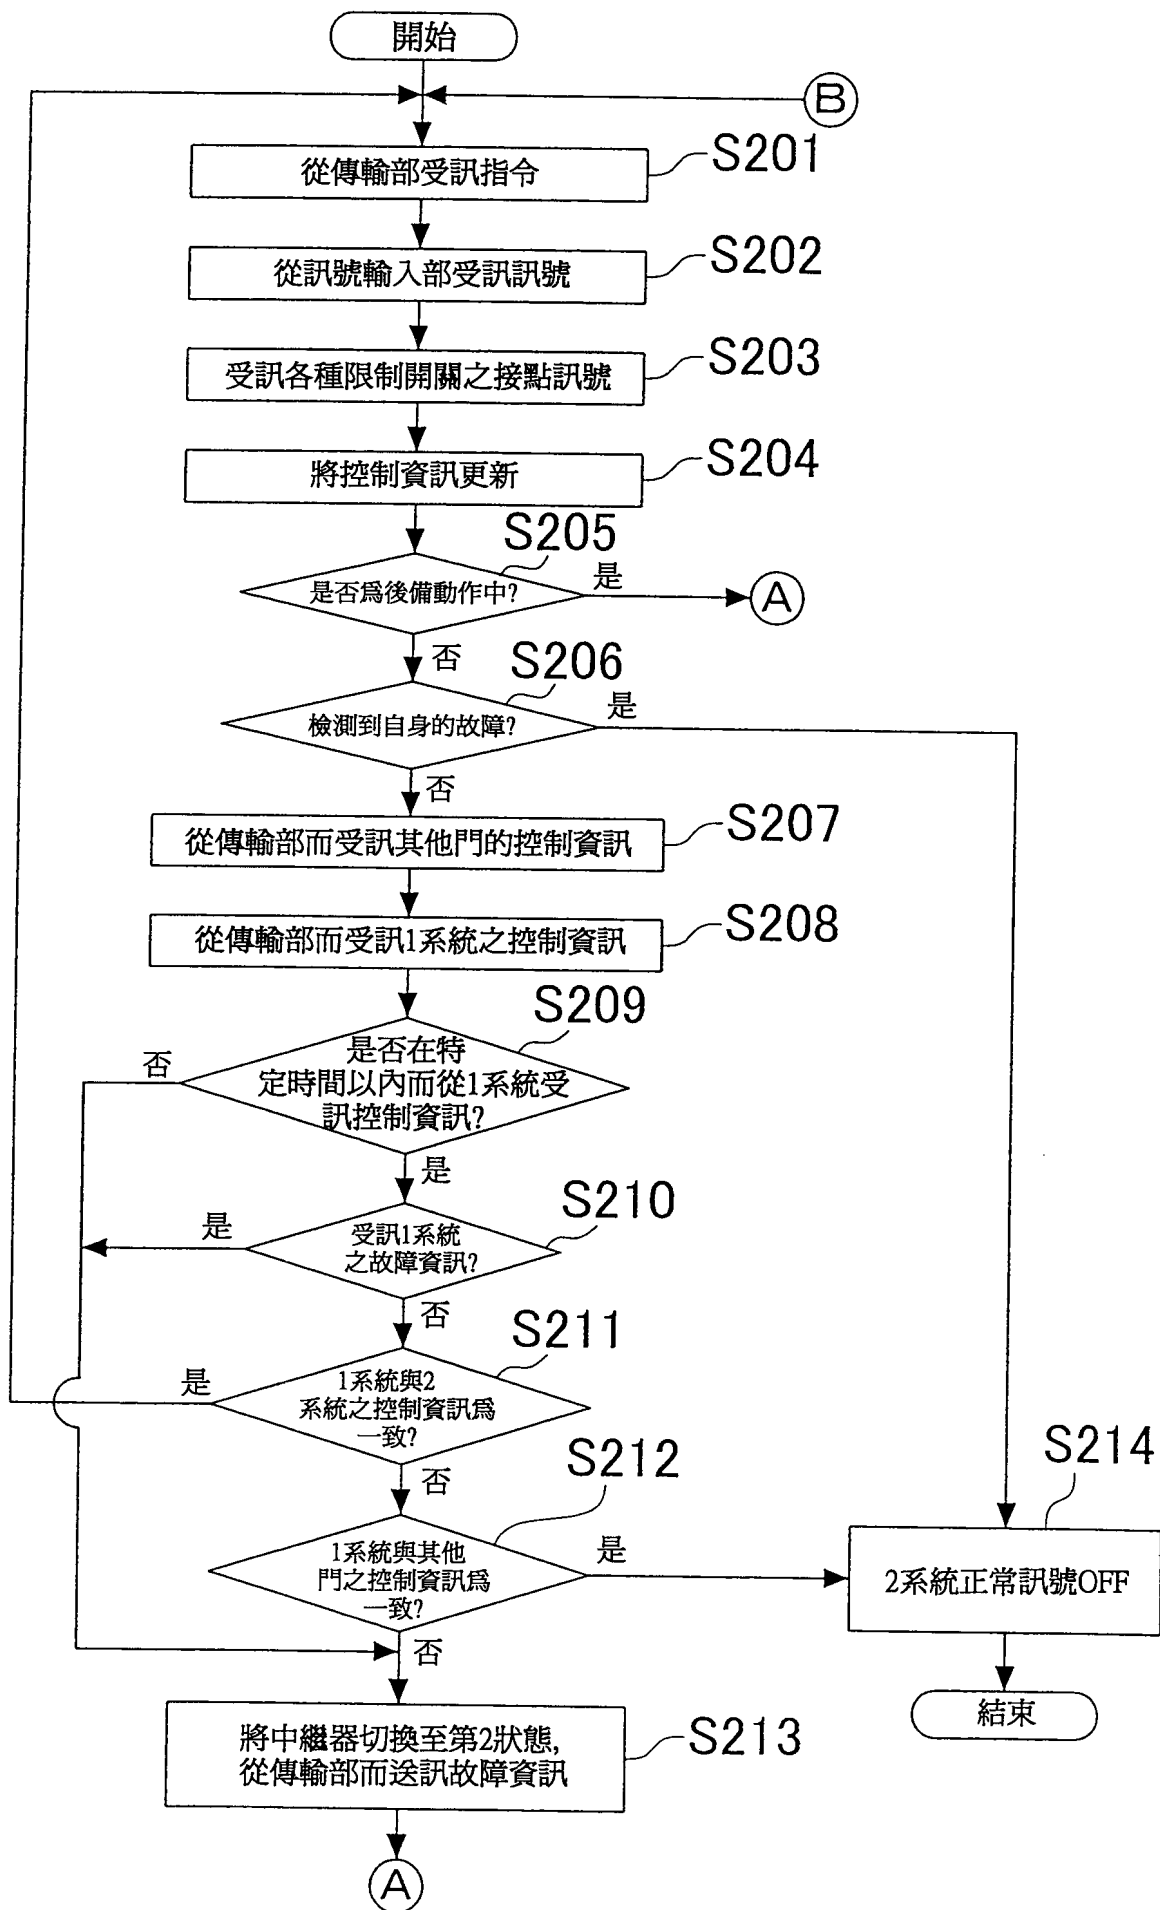 開始
B
從傳輸部受訊指令
S201
從訊號輸入部受訊訊號
S202
受訊各種限制開關之接點訊號
S203
將控制資訊更新
S204
S205
是否爲後備動作中?
是
A
否
S206
檢測到自身的故障?
是
否
從傳輸部而受訊其他門的控制資訊
S207
從傳輸部而受訊1系統之控制資訊
S208
S209
是否在特
定時間以內而從1系統受
訊控制資訊?
否
是
S210
受訊1系統
之故障資訊?
是
否
S211
1系統與2
系統之控制資訊爲
一致?
是
否
S212
1系統與其他
門之控制資訊爲
一致?
是
否
S214
2系統正常訊號OFF
結束
將中繼器切換至第2狀態,
從傳輸部而送訊故障資訊
S213
A